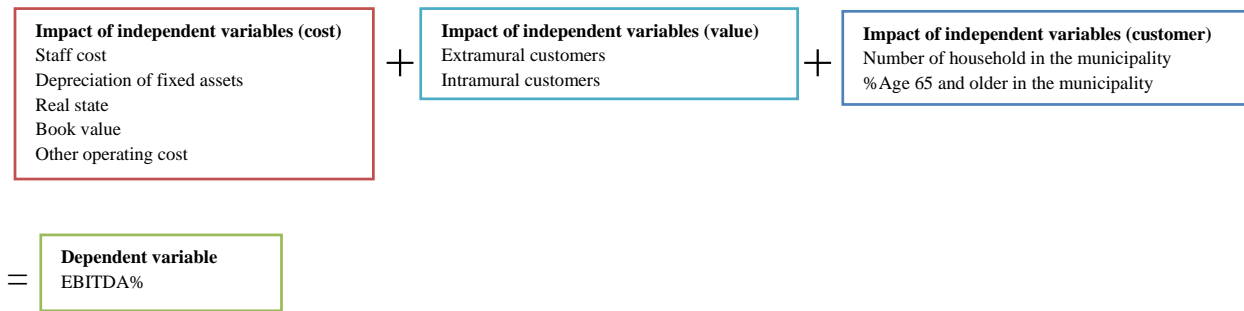 Impact of independent variables (cost)
Staff cost
Depreciation of fixed assets
Real state
Book value
Other operating cost
+
Impact of independent variables (value)
Extramural customers
Intramural customers
+
Impact of independent variables (customer)
Number of household in the municipality
%Age 65 and older in the municipality
=
Dependent variable
EBITDA%